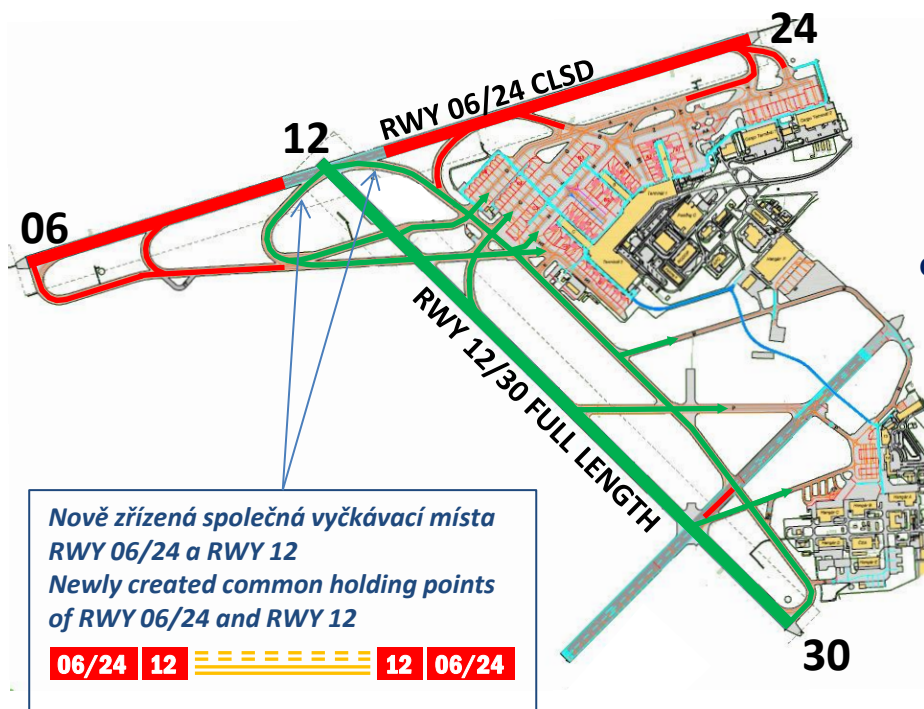 24
RWY 06/24 CLSD
12
06
RWY 12/30 FULL LENGTH
30
Nově zřízená společná vyčkávací místa
RWY 06/24 a RWY 12
Newly created common holding points
of RWY 06/24 and RWY 12
06/24 12 12 06/24